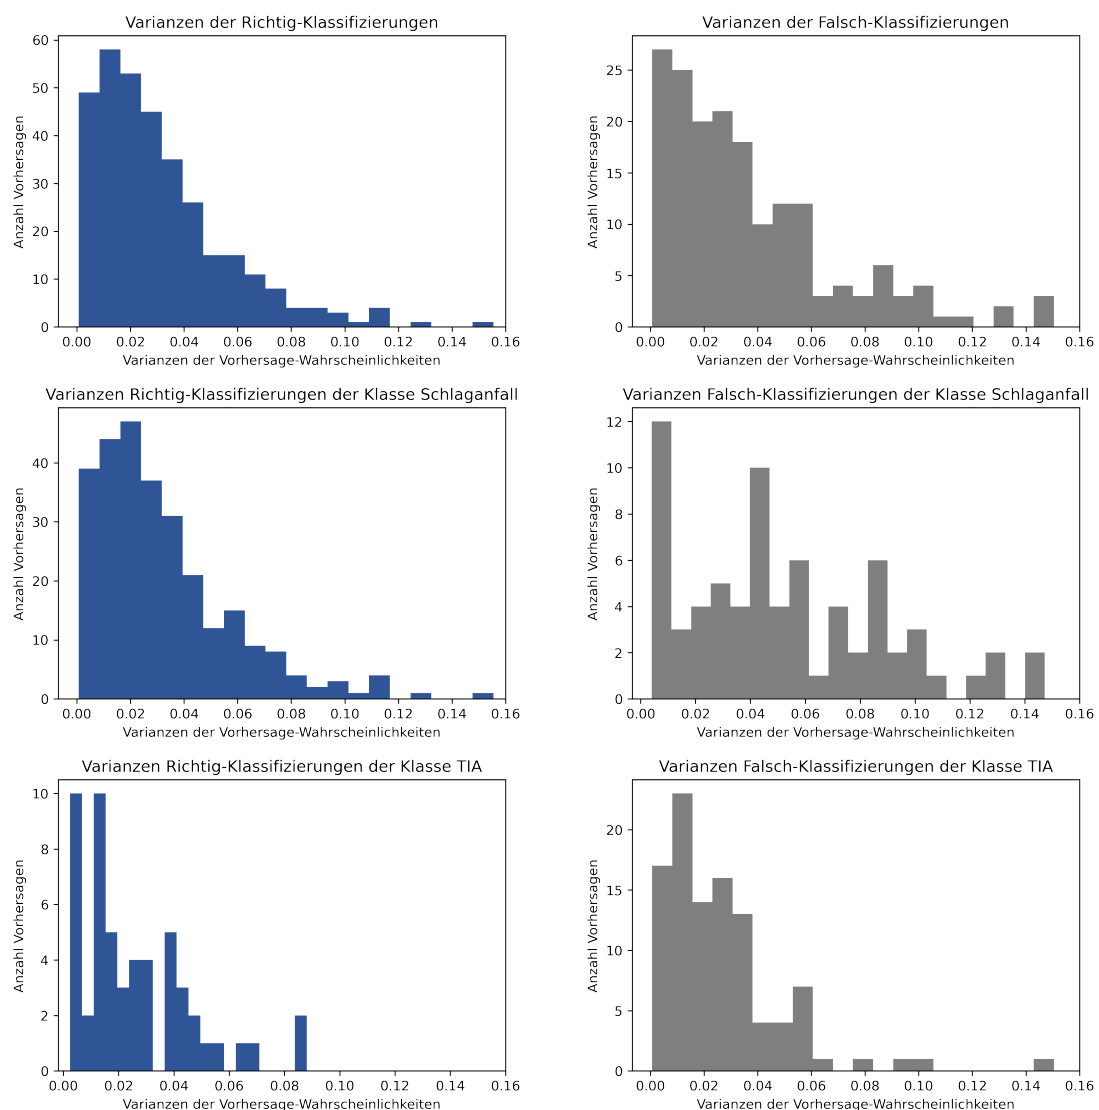 Varianzen der Richtig-Klassifizierungen
60
50
40
30
20
10
0
Anzahl Vorhersagen
0.00 0.02 0.04 0.06 0.08 0.10 0.12 0.14 0.16
Varianzen der Vorhersage-Wahrscheinlichkeiten
Varianzen der Falsch-Klassifizierungen
25
20
15
10
5
0
Anzahl Vorhersagen
0.00 0.02 0.04 0.06 0.08 0.10 0.12 0.14 0.16
Varianzen der Vorhersage-Wahrscheinlichkeiten
Varianzen Richtig-Klassifizierungen der Klasse Schlaganfall
40
30
20
10
0
Anzahl Vorhersagen
0.00 0.02 0.04 0.06 0.08 0.10 0.12 0.14 0.16
Varianzen der Vorhersage-Wahrscheinlichkeiten
Varianzen Falsch-Klassifizierungen der Klasse Schlaganfall
12
10
8
6
4
2
0
Anzahl Vorhersagen
0.00 0.02 0.04 0.06 0.08 0.10 0.12 0.14 0.16
Varianzen der Vorhersage-Wahrscheinlichkeiten
Varianzen Richtig-Klassifizierungen der Klasse TIA
10
8
6
4
2
0
Anzahl Vorhersagen
0.00 0.02 0.04 0.06 0.08 0.10 0.12 0.14 0.16
Varianzen der Vorhersage-Wahrscheinlichkeiten
Varianzen Falsch-Klassifizierungen der Klasse TIA
20
15
10
5
0
Anzahl Vorhersagen
0.00 0.02 0.04 0.06 0.08 0.10 0.12 0.14 0.16
Varianzen der Vorhersage-Wahrscheinlichkeiten